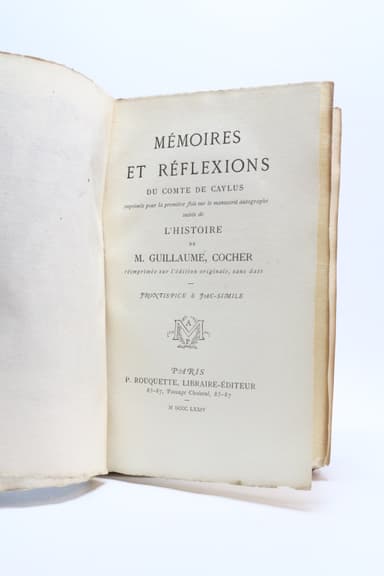 MÉMOIRES
ET RÉFLEXIONS
DU COMTE DE CAYLUS
imprimés pour la première fois sur le manuscrit autographe
suivis de
L'HISTOIRE
DE
M. GUILLAUME, COCHER
réimprimée sur l'édition originale, sans date
FRONTISPICE & FAC-SIMILE
PARIS
P. ROUQUETTE, LIBRAIRE-ÉDITEUR
85-87, Passage Choiseul, 85-87
M DCCC LXXIV